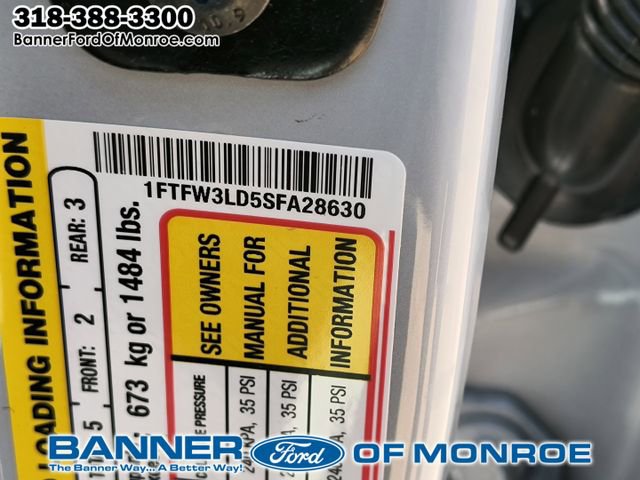 318-388-3300
BannerFordOfMonroe.com
1FTFW3LD5SFA28630
LOADING INFORMATION
5 FRONT: 2 REAR: 3
673 kg or 1484 lbs.
SEE OWNERS
MANUAL FOR
ADDITIONAL
INFORMATION
PRESSURE
35 PSI
35 PSI
35 PSI
BANNER Ford OF MONROE
The Banner Way...A Better Way!